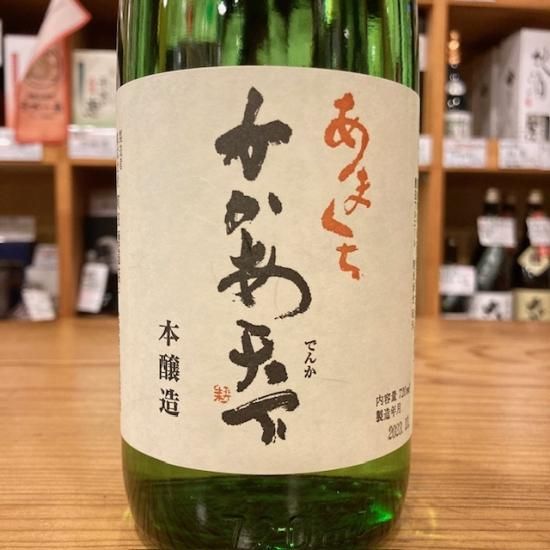 あまくち
かかあ天下
でんか
本醸造
内容量 720ml
製造年月